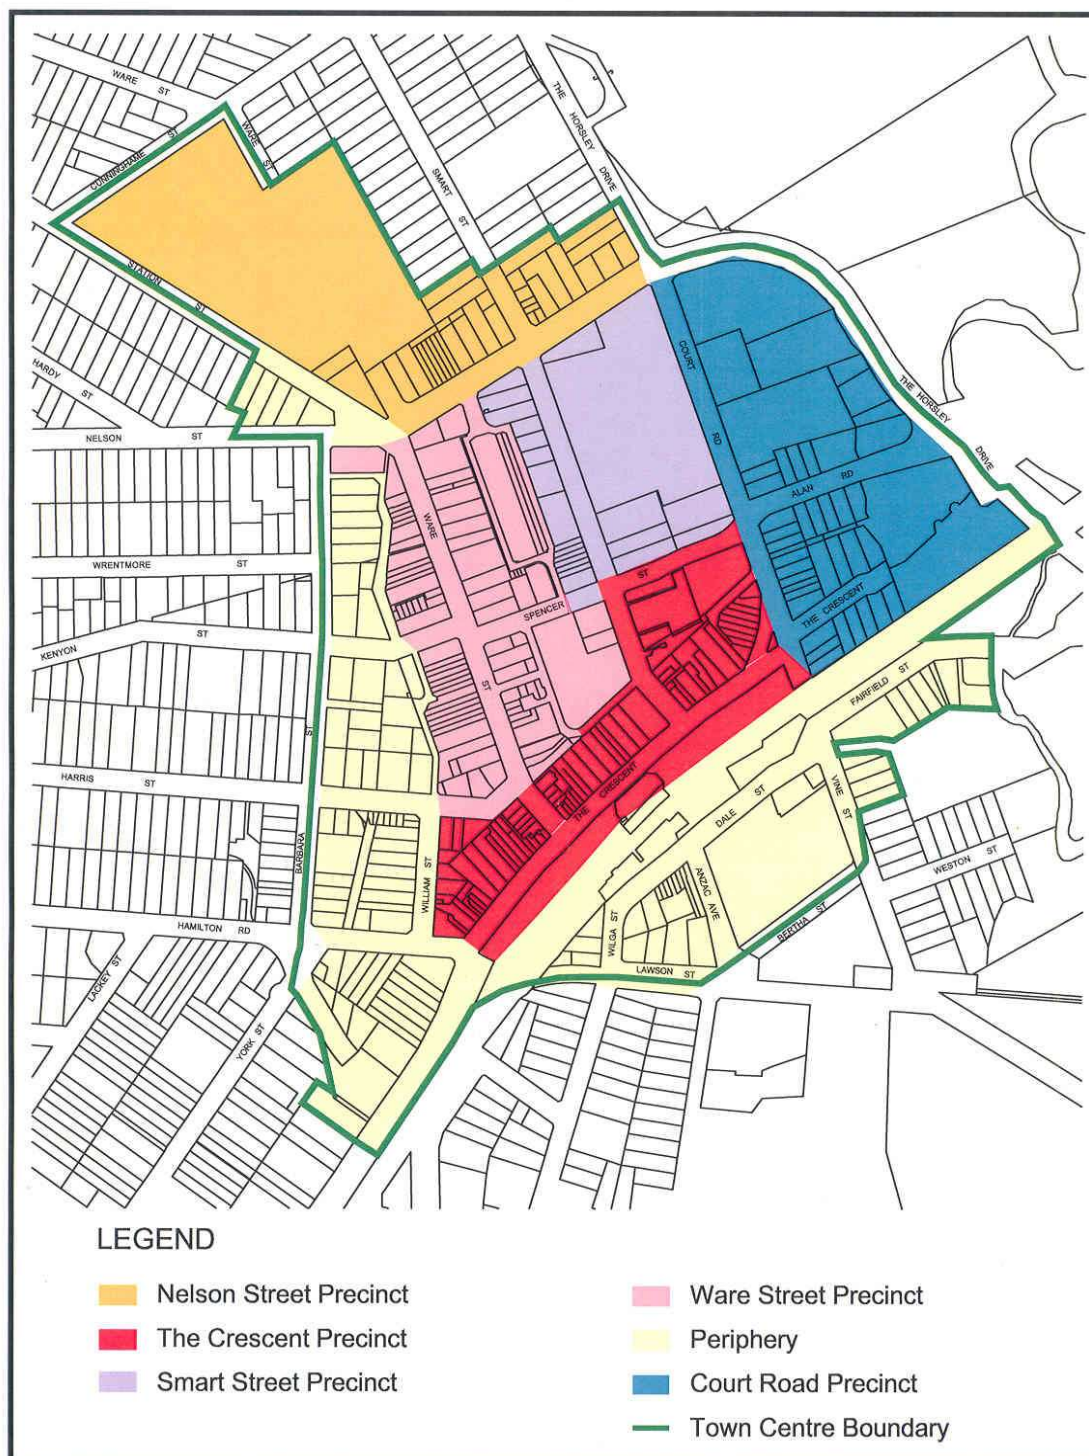 WARE ST
THE HORSLEY DRIVE
CUNNINGHAME ST
WARE ST
SMART ST
STATION ST
HARDY ST
COURT RD
THE HORSLEY DRIVE
NELSON ST
ALAN RD
WARE ST
WRENTMORE ST
ST
SPENCER
THE CRESCENT
KENYON ST
FAIRFIELD ST
BARBARA ST
HARRIS ST
THE CRESCENT
DALE ST
VINE ST
WILLIAM ST
ANZAC AVE
WESTON ST
HAMILTON RD
WILGA ST
BERTHA ST
LACKEY ST
LAWSON ST
YORK ST
LEGEND
Nelson Street Precinct
The Crescent Precinct
Smart Street Precinct
Ware Street Precinct
Periphery
Court Road Precinct
Town Centre Boundary